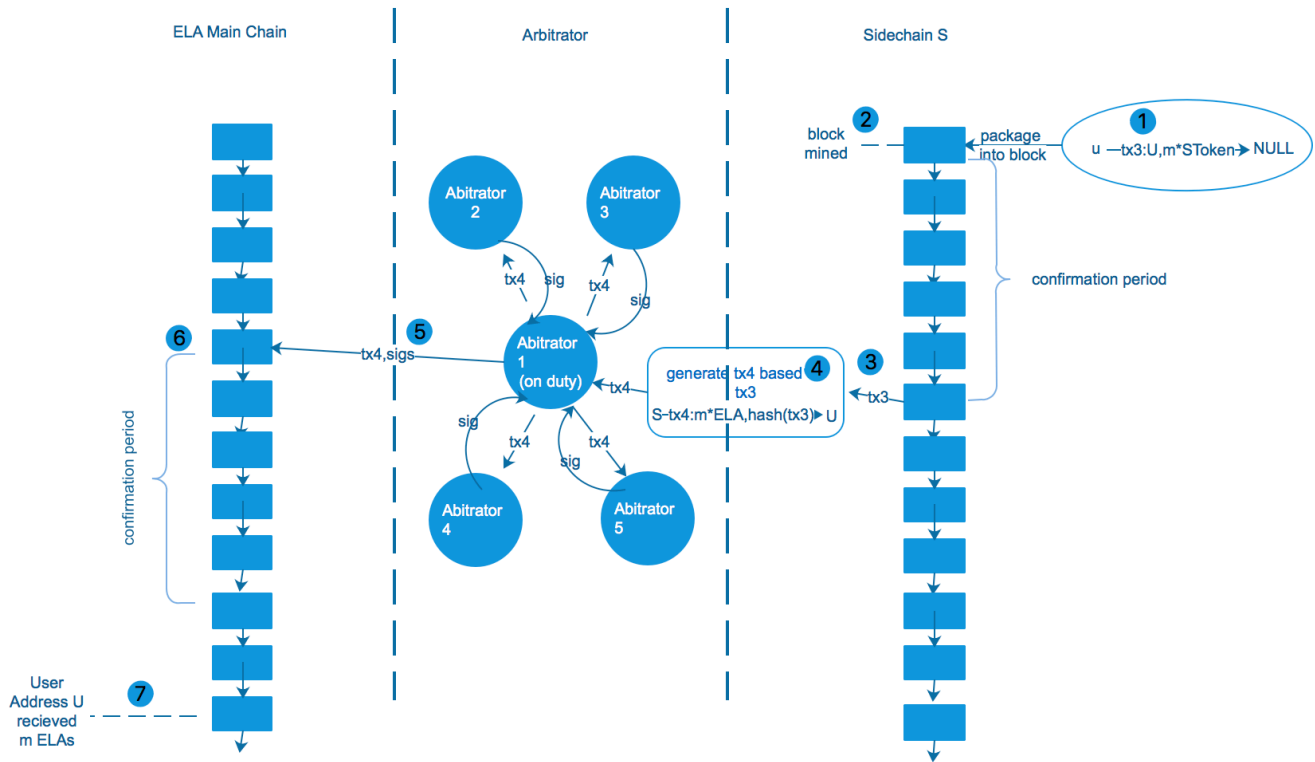 ELA Main Chain
Arbitrator
Sidechain S
2
block
mined
package
into block
1
u —tx3:U,m*SToken→ NULL
confirmation period
Abitrator
2
Abitrator
3
tx4
sig
tx4
sig
Abitrator
1
(on duty)
5
tx4,sigs
6
confirmation period
3
tx3
4
generate tx4 based
tx3
S–tx4:m*ELA,hash(tx3)▸ U
tx4
sig
tx4
sig
tx4
Abitrator
4
Abitrator
5
7
User
Address U
recieved
m ELAs